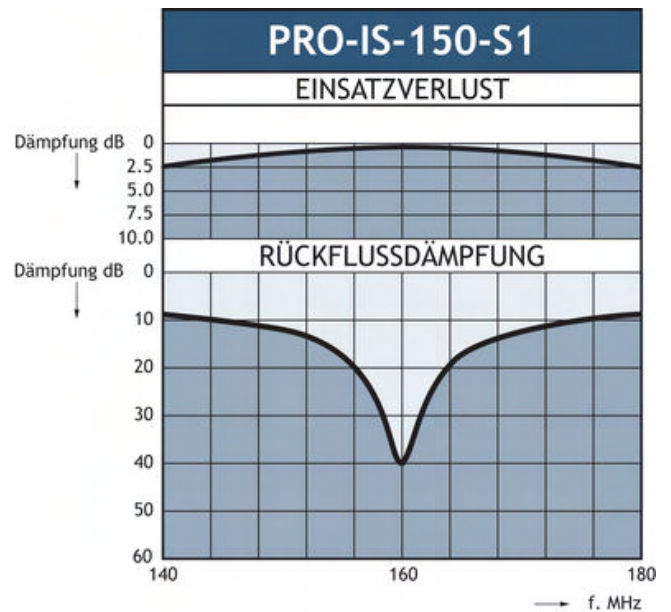 PRO-IS-150-S1
EINSATZVERLUST
Dämpfung dB
0
2.5
5.0
7.5
10.0
RÜCKFLUSSDÄMPFUNG
Dämpfung dB
0
10
20
30
40
50
60
140 160 180
f. MHz